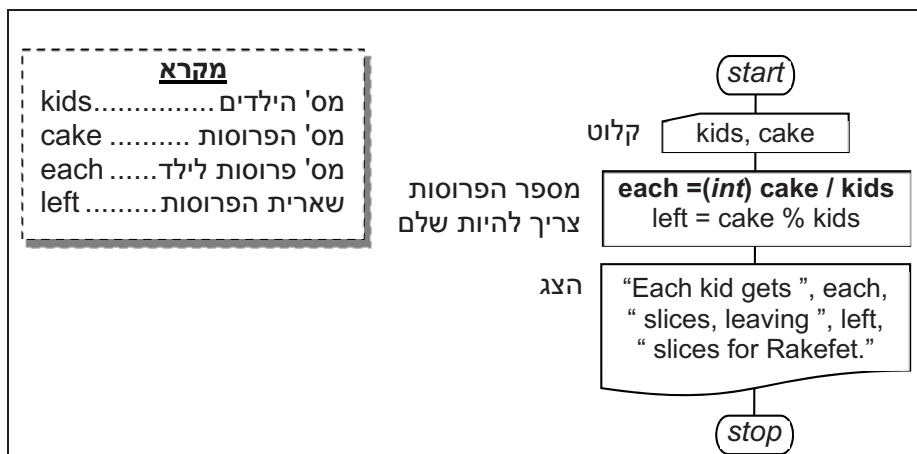 מקרא
מס' הילדים...............kids
מס' הפרוסות .......... cake
מס' פרוסות לילד......each
שארית הפרוסות.........left
start
קלוט
kids, cake
מספר הפרוסות
צריך להיות שלם
each =(int) cake / kids
left = cake % kids
הצג
“Each kid gets ”, each,
“ slices, leaving ”, left,
“ slices for Rakefet.”
stop